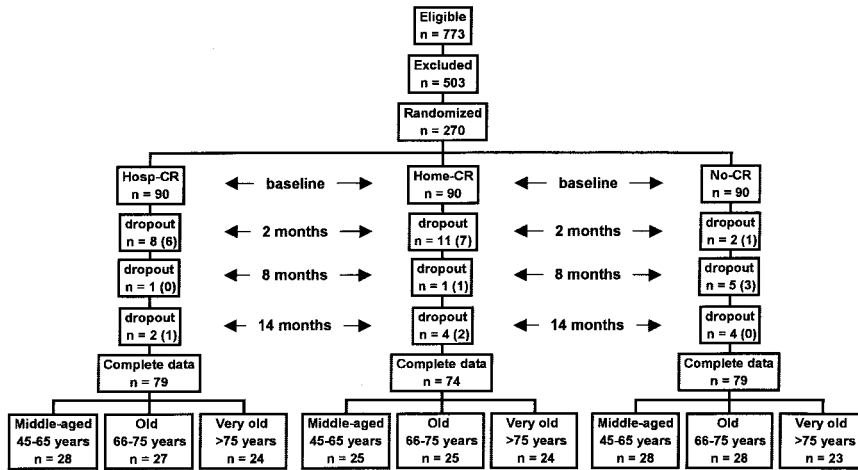 Eligible
n = 773
Excluded
n = 503
Randomized
n = 270
Hosp-CR
n = 90
baseline
Home-CR
n = 90
baseline
No-CR
n = 90
dropout
n = 8 (6)
2 months
dropout
n = 11 (7)
2 months
dropout
n = 2 (1)
dropout
n = 1 (0)
8 months
dropout
n = 1 (1)
8 months
dropout
n = 5 (3)
dropout
n = 2 (1)
14 months
dropout
n = 4 (2)
14 months
dropout
n = 4 (0)
Complete data
n = 79
Complete data
n = 74
Complete data
n = 79
Middle-aged
45-65 years
n = 28
Old
66-75 years
n = 27
Very old
>75 years
n = 24
Middle-aged
45-65 years
n = 25
Old
66-75 years
n = 25
Very old
>75 years
n = 24
Middle-aged
45-65 years
n = 28
Old
66-75 years
n = 28
Very old
>75 years
n = 23